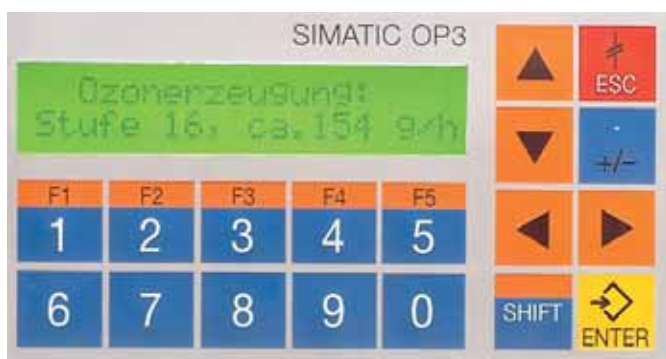 SIMATIC OP3
Ozonerzeugung:
Stufe 16, ca.154 g/h
ESC
+/-
F1 F2 F3 F4 F5
1 2 3 4 5
6 7 8 9 0
SHIFT
ENTER